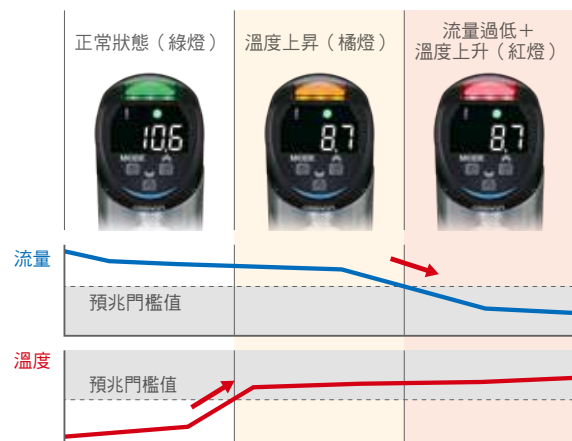 正常狀態（綠燈）
溫度上昇（橘燈）
流量過低＋
溫度上升（紅燈）
10.6
MODE
8.7
MODE
8.7
MODE
流量
預兆門檻值
溫度
預兆門檻值